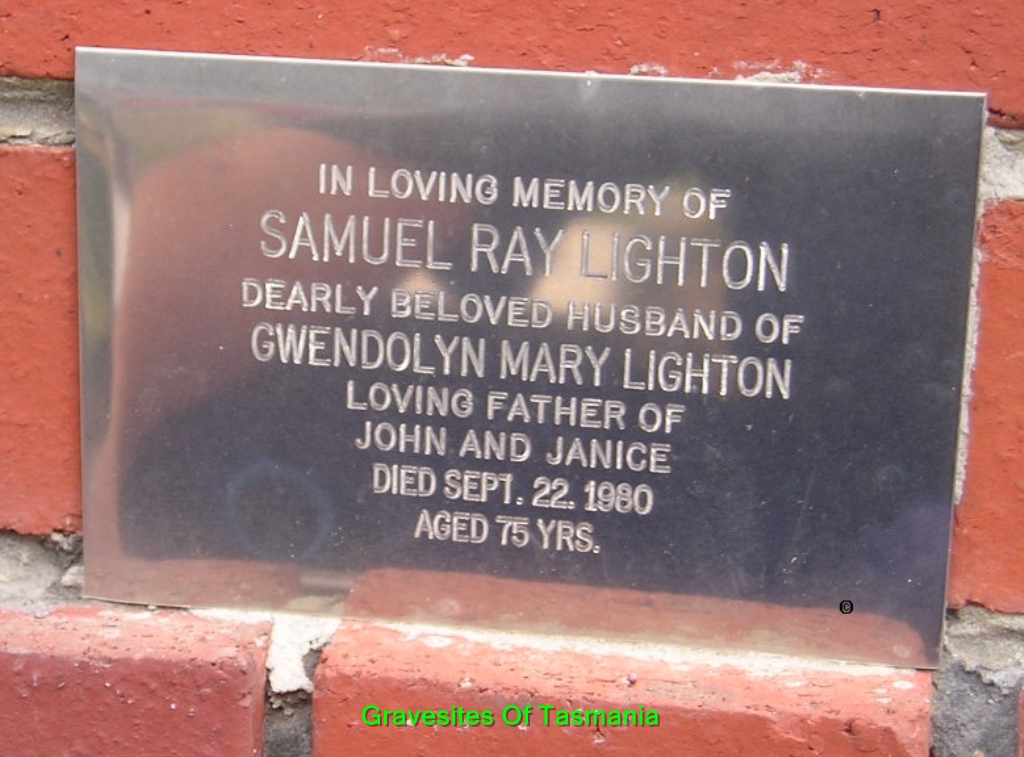 IN LOVING MEMORY OF
SAMUEL RAY LIGHTON
DEARLY BELOVED HUSBAND OF
GWENDOLYN MARY LIGHTON
LOVING FATHER OF
JOHN AND JANICE
DIED SEPT. 22. 1980
AGED 75 YRS.
©
Gravesites Of Tasmania